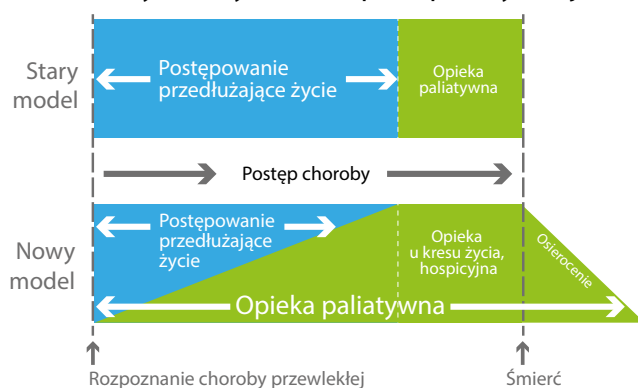 Stary
model
Postępowanie
przedłużające życie
Opieka
paliatywna
Postęp choroby
Nowy
model
Postępowanie
przedłużające
życie
Opieka
u kresu życia,
hospicyjna
Osierocenie
Opieka paliatywna
Rozpoznanie choroby przewlekłej
Śmierć